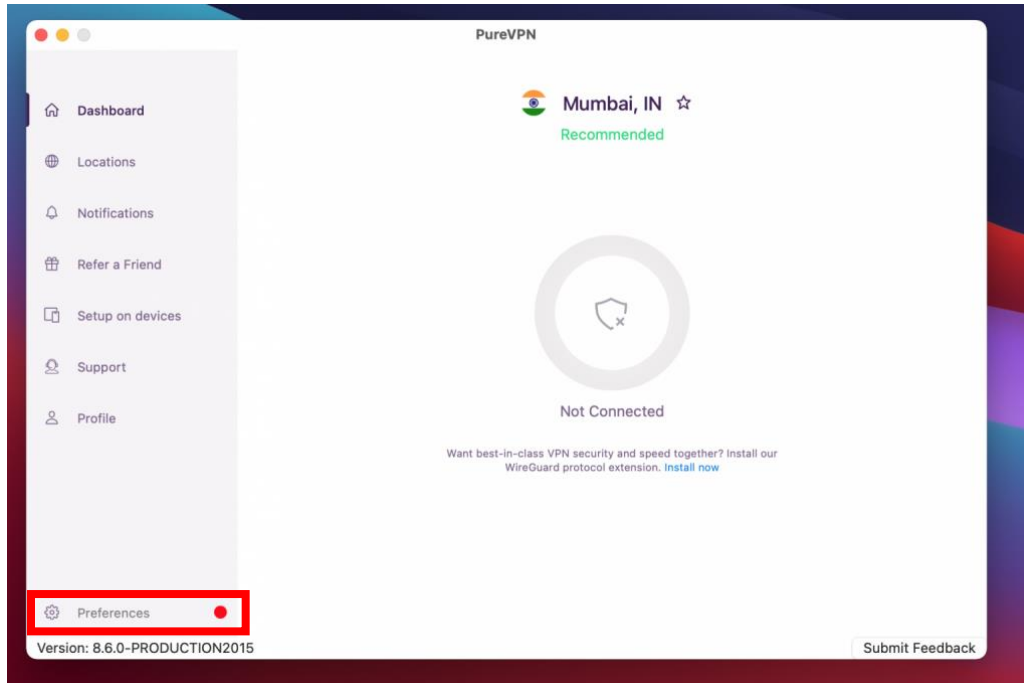 PureVPN
Dashboard
Locations
Notifications
Refer a Friend
Setup on devices
Support
Profile
Preferences
Version: 8.6.0-PRODUCTION2015
Mumbai, IN
Recommended
Not Connected
Want best-in-class VPN security and speed together? Install our
WireGuard protocol extension. Install now
Submit Feedback